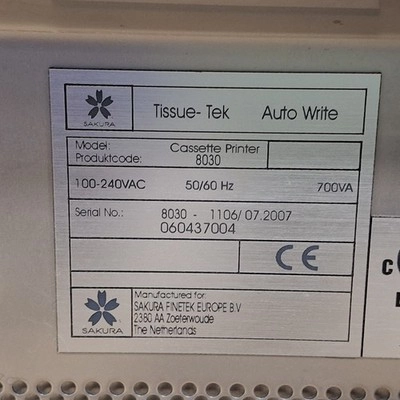 SAKURA
Tissue- Tek Auto Write
Model: Cassette Printer
Produktcode: 8030
100-240VAC 50/60 Hz 700VA
Serial No.: 8030 - 1106/ 07.2007
060437004
CE
SAKURA
Manufactured for:
SAKURA FINETEK EUROPE B.V
2380 AA Zoeterwoude
The Netherlands
C